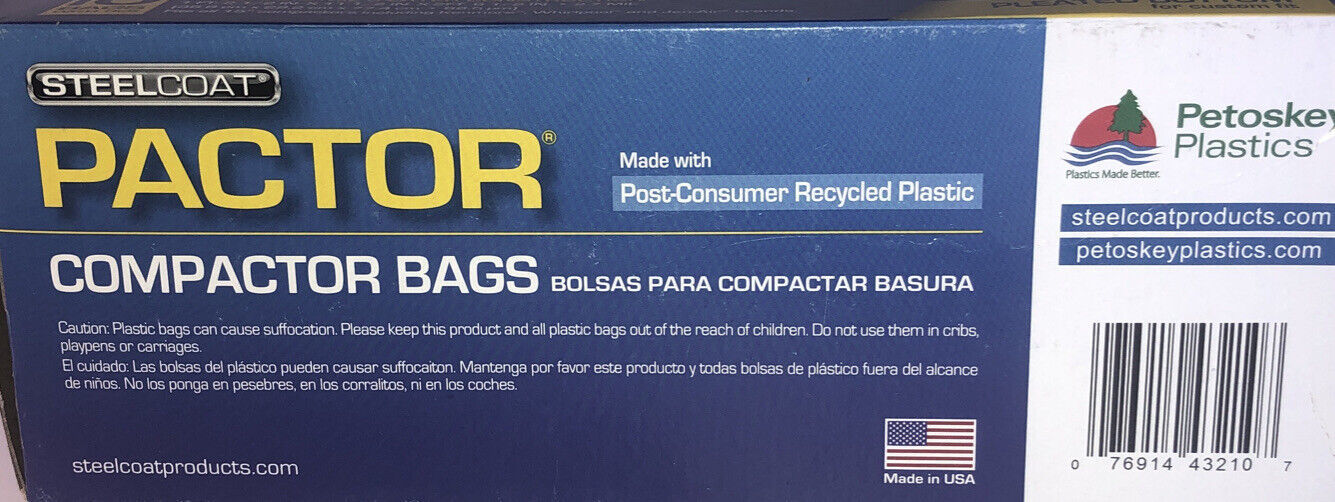 PLEATED BOTTOM
for custom fit
STEELCOAT®
PACTOR®
Made with
Post-Consumer Recycled Plastic
COMPACTOR BAGS BOLSAS PARA COMPACTAR BASURA
Caution: Plastic bags can cause suffocation. Please keep this product and all plastic bags out of the reach of children. Do not use them in cribs,
playpens or carriages.
El cuidado: Las bolsas del plástico pueden causar suffocaiton. Mantenga por favor este producto y todas bolsas de plástico fuera del alcance
de niños. No los ponga en pesebres, en los corralitos, ni en los coches.
steelcoatproducts.com
Made in USA
Petoskey
Plastics
Plastics Made Better.
steelcoatproducts.com
petoskeyplastics.com
0 76914 43210 7